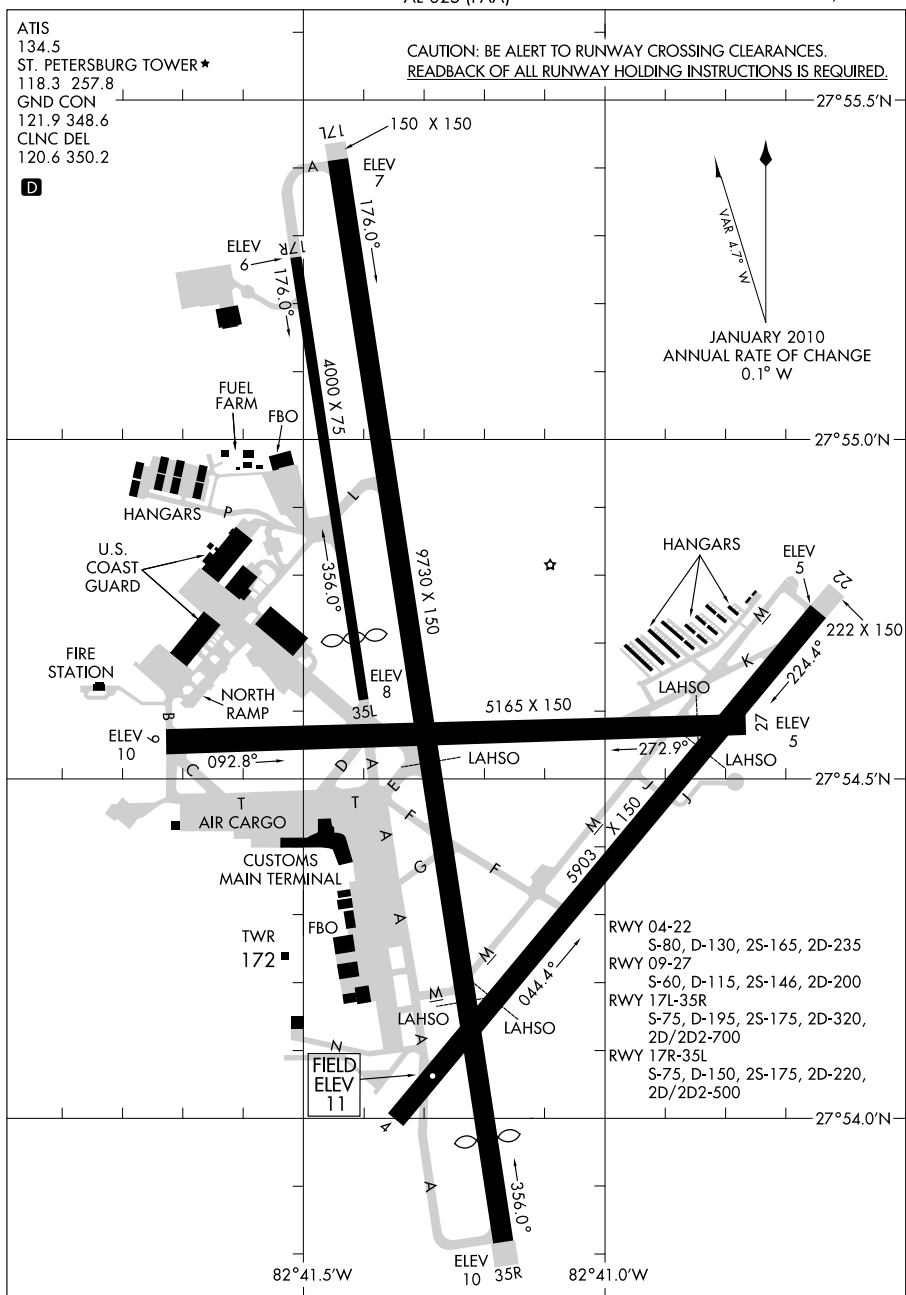 AL-625 (FAA)
ATIS
134.5
ST. PETERSBURG TOWER ★
118.3 257.8
GND CON
121.9 348.6
CLNC DEL
120.6 350.2
D
CAUTION: BE ALERT TO RUNWAY CROSSING CLEARANCES.
READBACK OF ALL RUNWAY HOLDING INSTRUCTIONS IS REQUIRED.
27°55.5'N
17L
150 X 150
A
ELEV
7
176.0°
VAR 4.7° W
JANUARY 2010
ANNUAL RATE OF CHANGE
0.1° W
ELEV
6
17R
176.0°
4000 X 75
FUEL
FARM
FBO
27°55.0'N
HANGARS
P
L
U.S.
COAST
GUARD
356.0°
9730 X 150
HANGARS
ELEV
5
22
M
222 X 150
K
224.4°
FIRE
STATION
NORTH
RAMP
ELEV
8
35L
5165 X 150
LAHSO
B
9
ELEV
10
092.8°
27
ELEV
5
272.9°
LAHSO
LAHSO
27°54.5'N
C
D
A
E
T
T
F
J
J
AIR CARGO
M
5903 X 150
CUSTOMS
MAIN TERMINAL
A
G
F
FBO
A
TWR
172
M
M
044.4°
LAHSO
LAHSO
RWY 04-22
S-80, D-130, 2S-165, 2D-235
RWY 09-27
S-60, D-115, 2S-146, 2D-200
RWY 17L-35R
S-75, D-195, 2S-175, 2D-320,
2D/2D2-700
RWY 17R-35L
S-75, D-150, 2S-175, 2D-220,
2D/2D2-500
N
A
FIELD
ELEV
11
4
27°54.0'N
A
356.0°
ELEV
10
35R
82°41.5'W
82°41.0'W